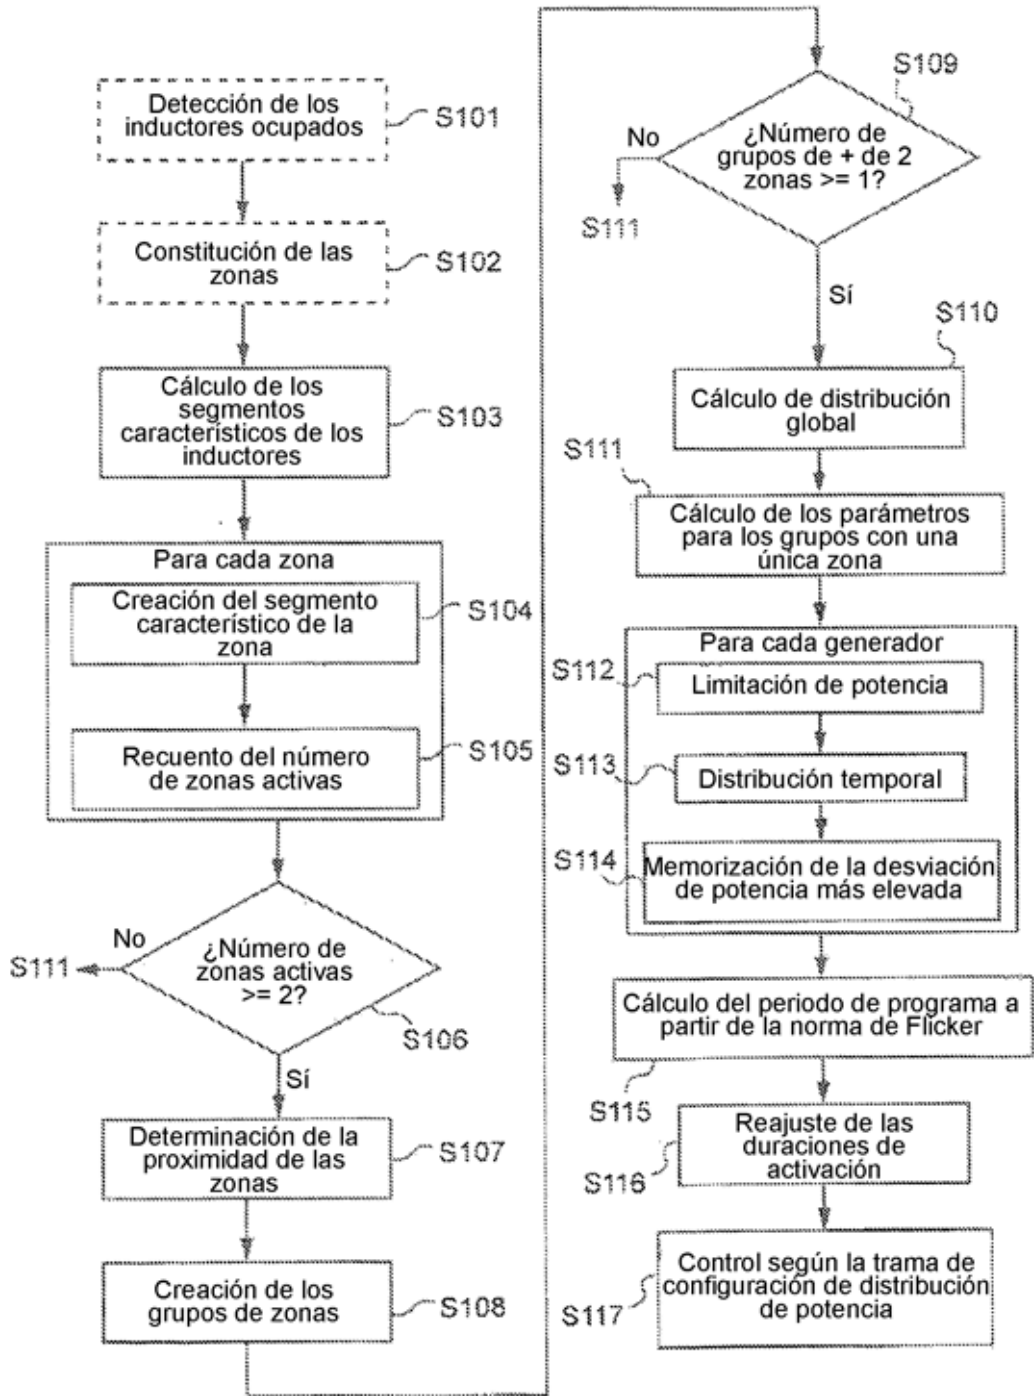 Detección de los
inductores ocupados
S101
Constitución de las
zonas
S102
Cálculo de los
segmentos
característicos de los
inductores
S103
Para cada zona
Creación del segmento
característico de la
zona
S104
Recuento del número
de zonas activas
S105
No
S111
¿Número de
zonas activas
>= 2?
S106
Sí
Determinación de la
proximidad de las
zonas
S107
Creación de los
grupos de zonas
S108
S109
No
S111
¿Número de
grupos de + de 2
zonas >= 1?
Sí
S110
Cálculo de distribución
global
S111
Cálculo de los parámetros
para los grupos con una
única zona
Para cada generador
S112
Limitación de potencia
S113
Distribución temporal
S114
Memorización de la desviación
de potencia más elevada
Cálculo del periodo de programa a
partir de la norma de Flicker
S115
Reajuste de las
duraciones de
activación
S116
Control según la trama de
configuración de distribución
de potencia
S117